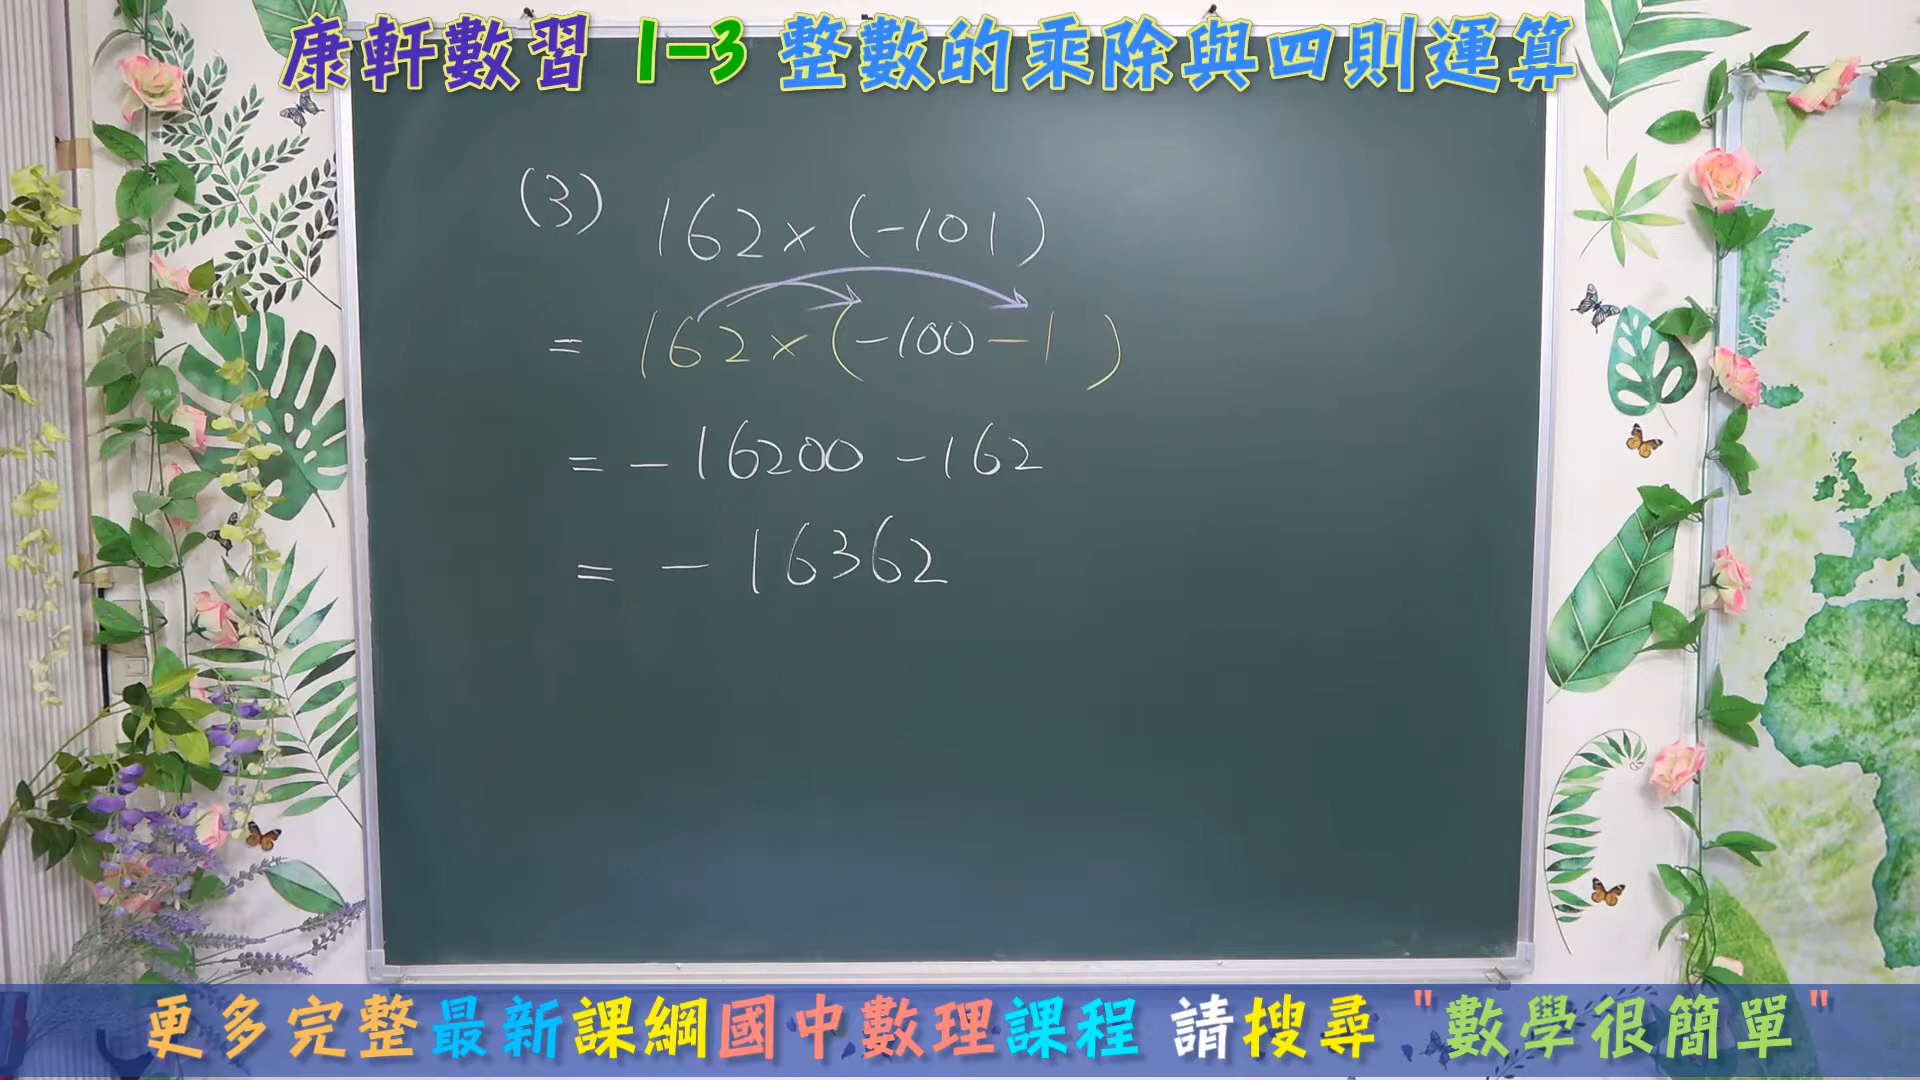 康軒數習 1-3 整數的乘除與四則運算
(3) 162×(-101)
= 162×(-100-1)
= -16200 -162
= -16362
更多完整最新課綱國中數理課程 請搜尋 "數學很簡單"